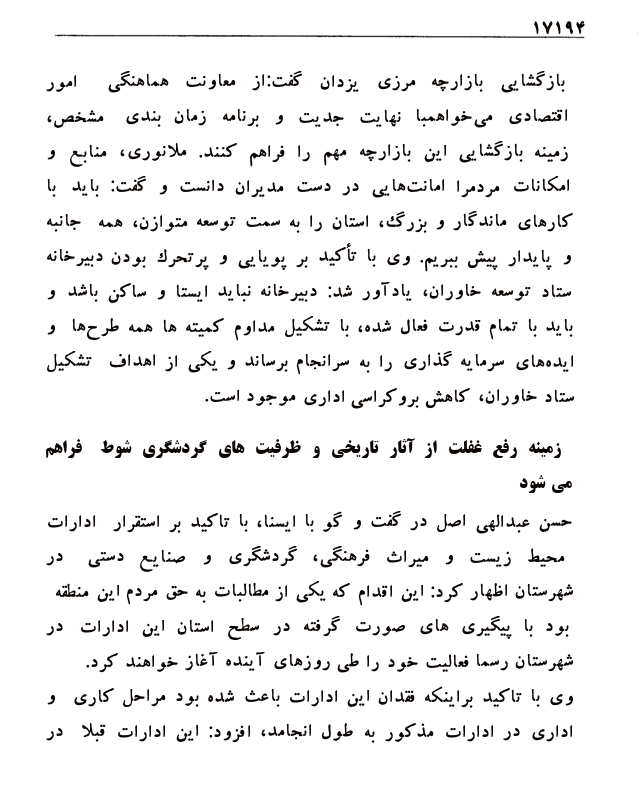 ۱۷۱۹۴
بازگشایی بازارچه مرزی یزدان گفت:از معاونت هماهنگی امور
اقتصادی می‌خواهمبا نهایت جدیت و برنامه زمان بندی مشخص،
زمینه بازگشایی این بازارچه مهم را فراهم کنند. ملانوری، منابع و
امکانات مردمرا امانت‌هایی در دست مدیران دانست و گفت: باید با
کارهای ماندگار و بزرگ، استان را به سمت توسعه متوازن، همه جانبه
و پایدار پیش ببریم. وی با تأکید بر پویایی و پرتحرك بودن دبیرخانه
ستاد توسعه خاوران، یادآور شد: دبیرخانه نباید ایستا و ساکن باشد و
باید با تمام قدرت فعال شده، با تشکیل مداوم کمیته ها همه طرح‌ها و
ایده‌های سرمایه گذاری را به سرانجام برساند و یکی از اهداف تشکیل
ستاد خاوران، کاهش بروکراسی اداری موجود است.
زمینه رفع غفلت از آثار تاریخی و ظرفیت های گردشگری شوط فراهم
می شود
حسن عبدالهی اصل در گفت و گو با ایسنا، با تاکید بر استقرار ادارات
محیط زیست و میراث فرهنگی، گردشگری و صنایع دستی در
شهرستان اظهار کرد: این اقدام که یکی از مطالبات به حق مردم این منطقه
بود با پیگیری های صورت گرفته در سطح استان این ادارات در
شهرستان رسما فعالیت خود را طی روزهای آینده آغاز خواهند کرد.
وی با تاکید براینکه فقدان این ادارات باعث شده بود مراحل کاری و
اداری در ادارات مذکور به طول انجامد، افزود: این ادارات قبلا در